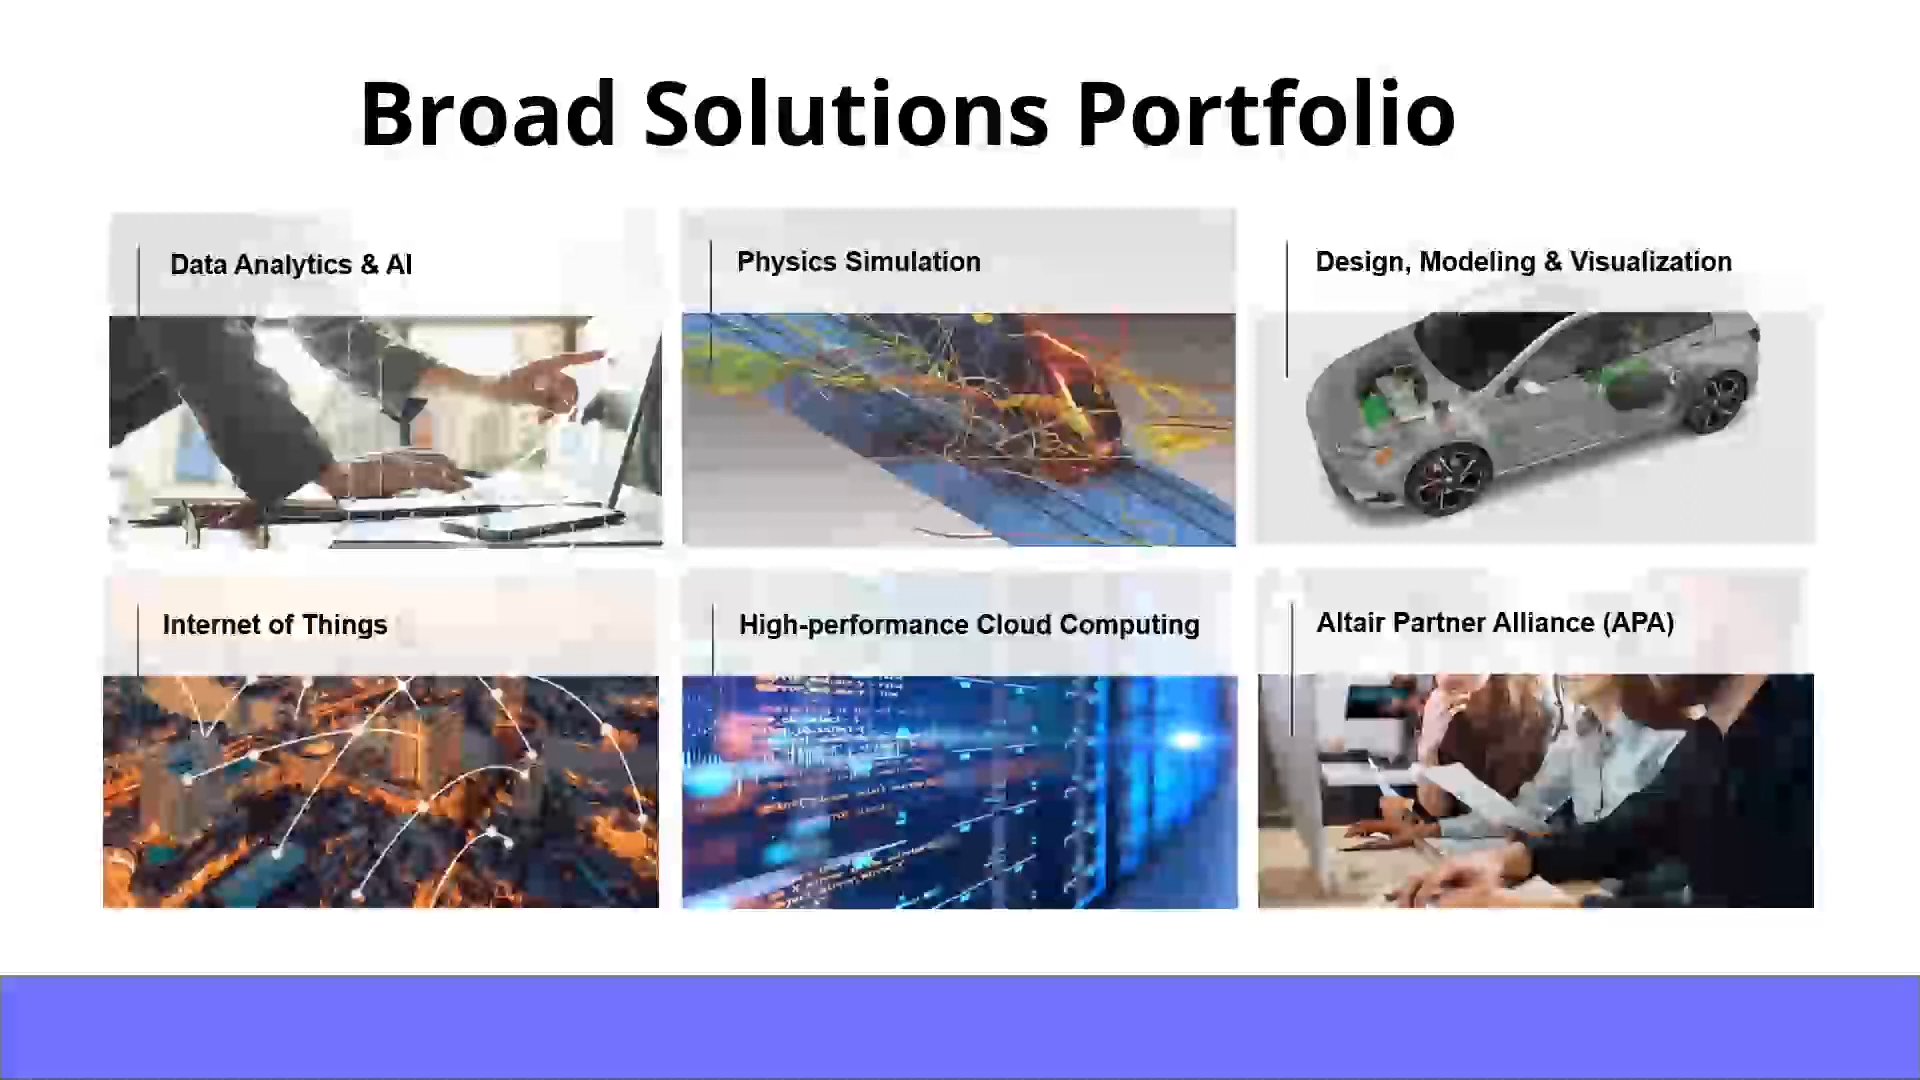 Broad Solutions Portfolio
Data Analytics & AI
Physics Simulation
Design, Modeling & Visualization
Internet of Things
High-performance Cloud Computing
Altair Partner Alliance (APA)